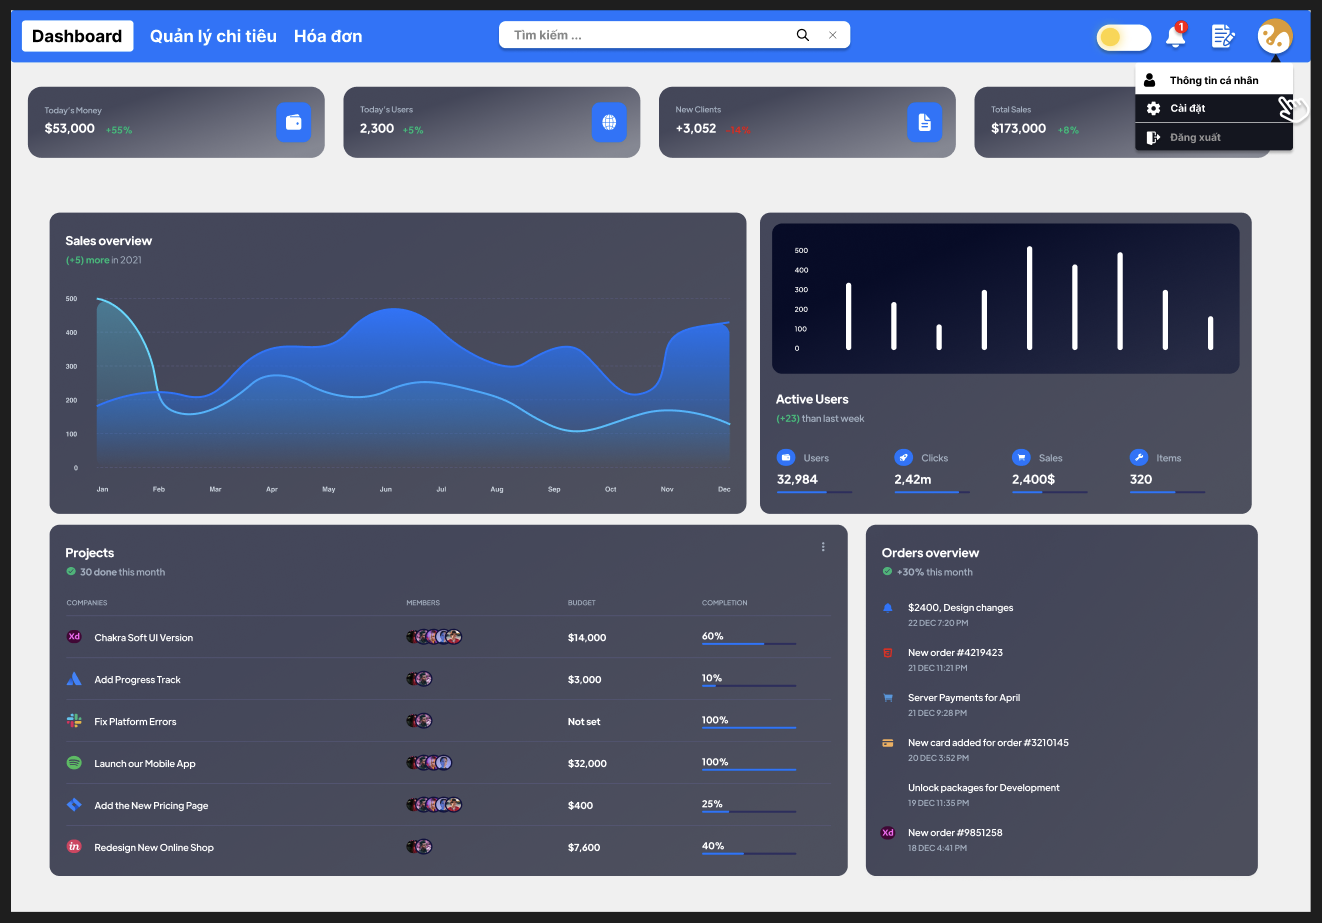 Dashboard Quản lý chi tiêu Hóa đơn Tìm kiếm ... 1
Thông tin cá nhân
Cài đặt
Đăng xuất
Today's Money
$53,000 +55%
Today's Users
2,300 +5%
New Clients
+3,052 -14%
Total Sales
$173,000 +8%
Sales overview
(+5) more in 2021
500
400
300
200
100
0
Jan Feb Mar Apr May Jun Jul Aug Sep Oct Nov Dec
500
400
300
200
100
0
Active Users
(+23) than last week
Users Clicks Sales Items
32,984 2,42m 2,400$ 320
Projects
30 done this month
COMPANIES MEMBERS BUDGET COMPLETION
Xd Chakra Soft UI Version $14,000 60%
Add Progress Track $3,000 10%
Fix Platform Errors Not set 100%
Launch our Mobile App $32,000 100%
Add the New Pricing Page $400 25%
in Redesign New Online Shop $7,600 40%
Orders overview
+30% this month
$2400, Design changes
22 DEC 7:20 PM
New order #4219423
21 DEC 11:21 PM
Server Payments for April
21 DEC 9:28 PM
New card added for order #3210145
20 DEC 3:52 PM
Unlock packages for Development
19 DEC 11:35 PM
Xd New order #9851258
18 DEC 4:41 PM